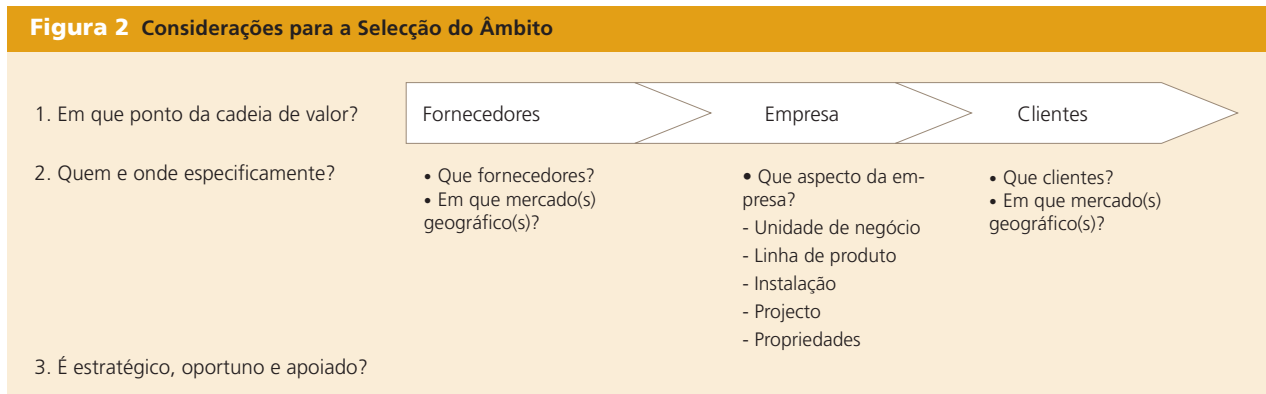 Figura 2 Considerações para a Selecção do Âmbito
1. Em que ponto da cadeia de valor?
Fornecedores
Empresa
Clientes
2. Quem e onde especificamente?
• Que fornecedores?
• Em que mercado(s)
geográfico(s)?
• Que aspecto da em-
presa?
- Unidade de negócio
- Linha de produto
- Instalação
- Projecto
- Propriedades
• Que clientes?
• Em que mercado(s)
geográfico(s)?
3. É estratégico, oportuno e apoiado?